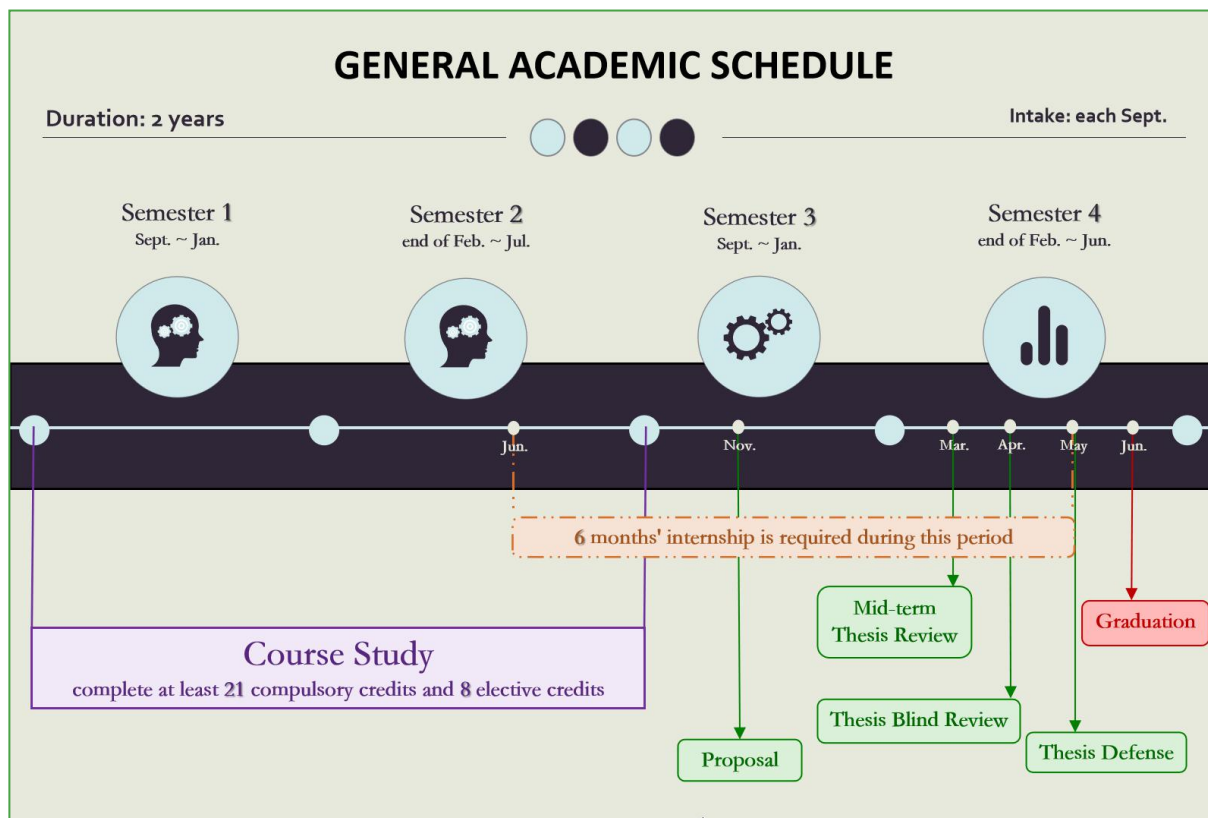 GENERAL ACADEMIC SCHEDULE
Duration: 2 years
Intake: each Sept.
Semester 1
Sept. ~ Jan.
Semester 2
end of Feb. ~ Jul.
Semester 3
Sept. ~ Jan.
Semester 4
end of Feb. ~ Jun.
Jun.
Nov.
Mar.
Apr.
May
Jun.
6 months' internship is required during this period
Mid-term
Thesis Review
Graduation
Course Study
complete at least 21 compulsory credits and 8 elective credits
Thesis Blind Review
Proposal
Thesis Defense